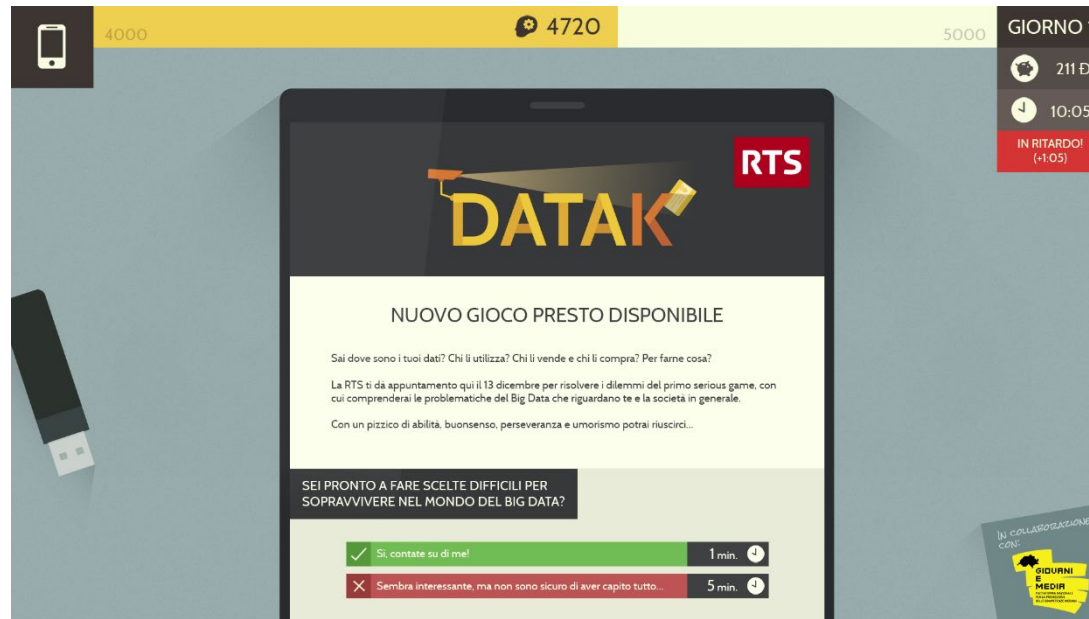 4000
4720
5000
GIORNO
211 Đ
10:05
IN RITARDO!
(+1:05)
RTS
DATAK
NUOVO GIOCO PRESTO DISPONIBILE
Sai dove sono i tuoi dati? Chi li utilizza? Chi li vende e chi li compra? Per farne cosa?
La RTS ti dà appuntamento qui il 13 dicembre per risolvere i dilemmi del primo serious game, con
cui comprenderai le problematiche del Big Data che riguardano te e la società in generale.
Con un pizzico di abilità, buonsenso, perseveranza e umorismo potrai riuscirci...
SEI PRONTO A FARE SCELTE DIFFICILI PER
SOPRAVVIVERE NEL MONDO DEL BIG DATA?
Sì, contate su di me!
1 min.
Sembra interessante, ma non sono sicuro di aver capito tutto...
5 min.
IN COLLABORAZIONE
CON:
GIOVANI
E
MEDIA